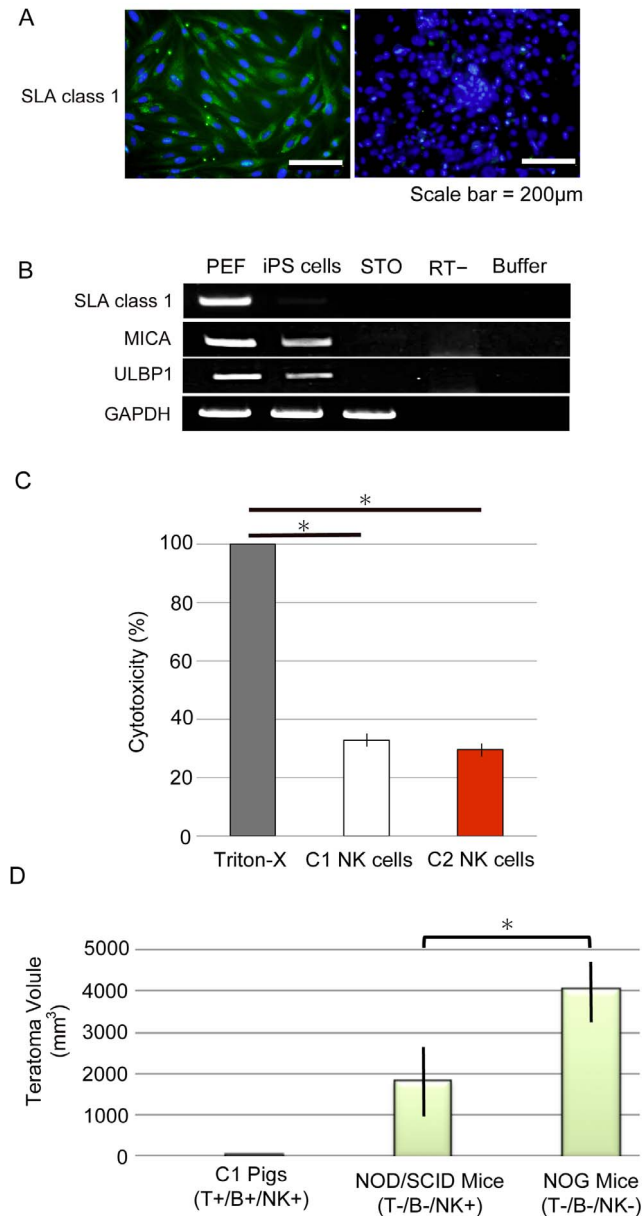 A
SLA class 1
Scale bar = 200µm
B
PEF iPS cells STO RT− Buffer
SLA class 1
MICA
ULBP1
GAPDH
C
*
*
Cytotoxicity (%)
100
80
60
40
20
0
Triton-X C1 NK cells C2 NK cells
D
*
Teratoma Volule
(mm³)
5000
4000
3000
2000
1000
0
C1 Pigs
(T+/B+/NK+)
NOD/SCID Mice
(T-/B-/NK+)
NOG Mice
(T-/B-/NK-)